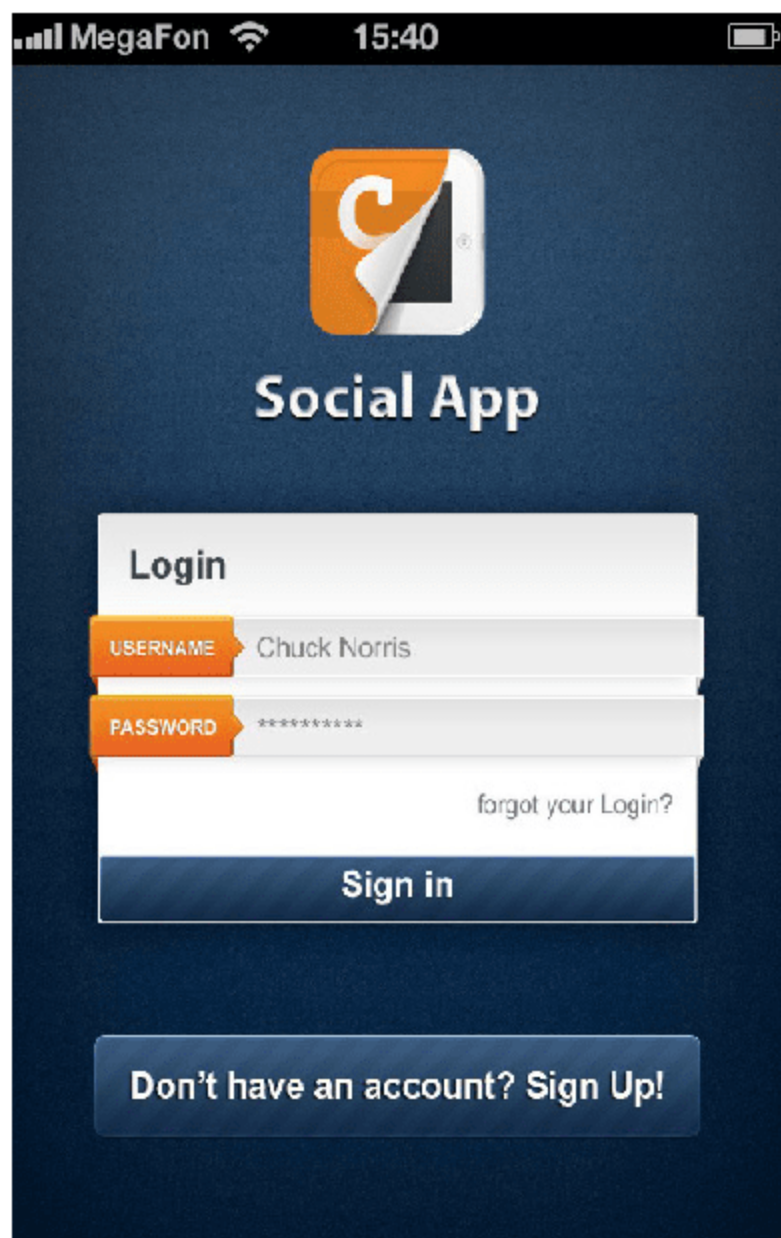 MegaFon 15:40
C
Social App
Login
USERNAME Chuck Norris
PASSWORD **********
forgot your Login?
Sign in
Don't have an account? Sign Up!